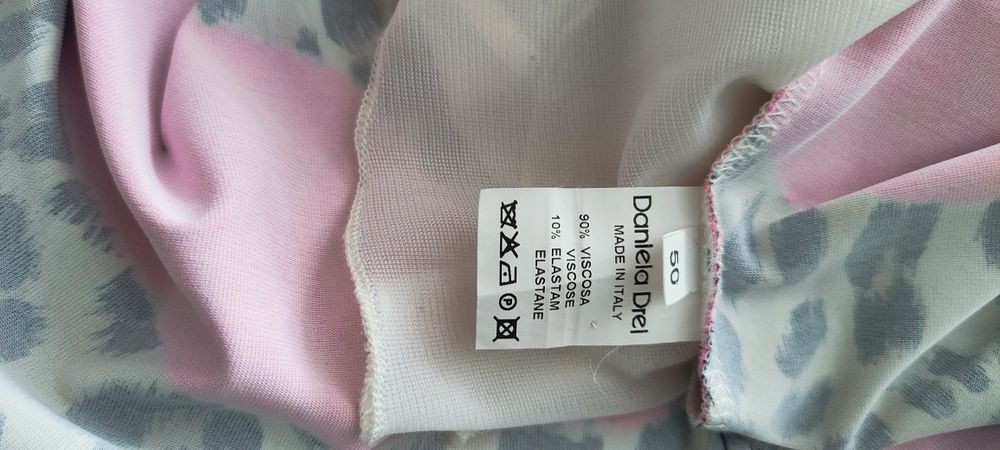 50
Daniela Drei
MADE IN ITALY
90% VISCOSA
VISCOSE
10% ELASTAM
ELASTANE
P